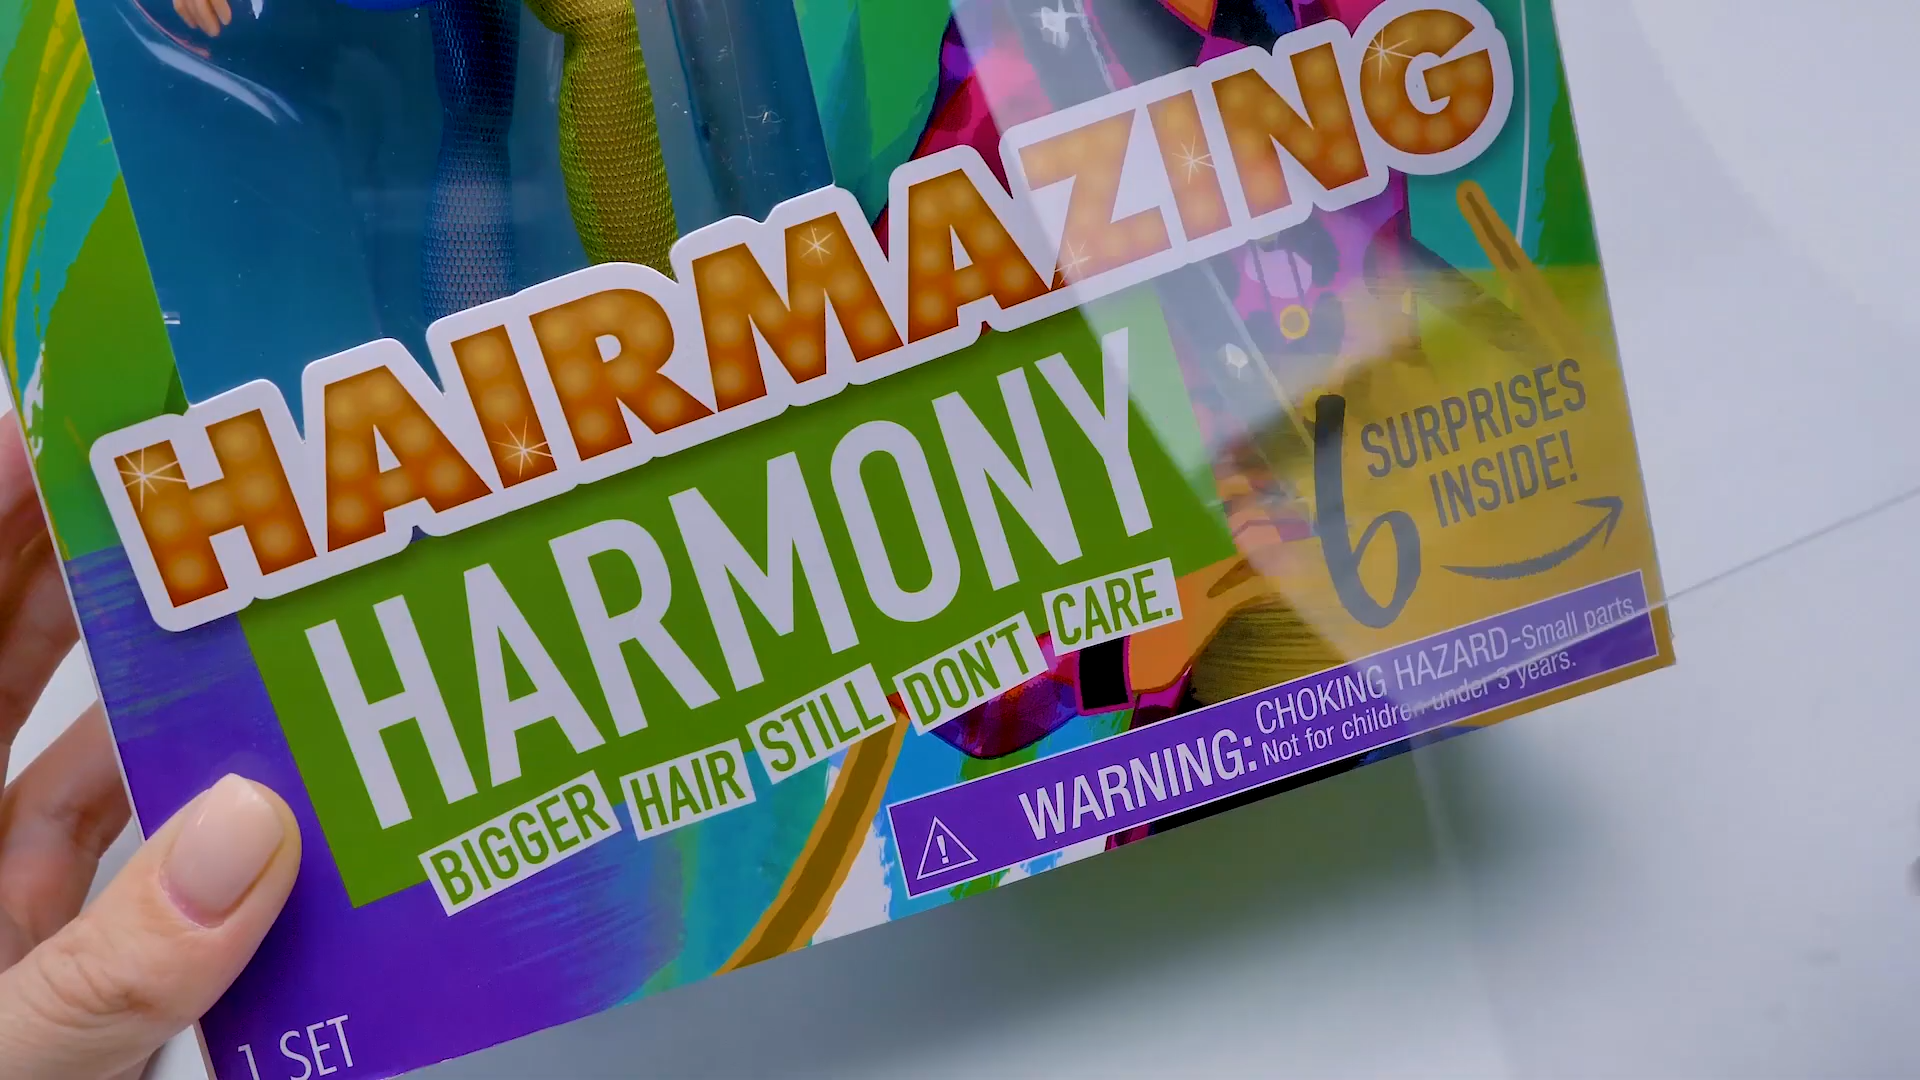 HAIRMAZING
HARMONY
BIGGER HAIR STILL DON'T CARE.
6 SURPRISES
INSIDE!
WARNING: CHOKING HAZARD-Small parts.
Not for children under 3 years.
1 SET